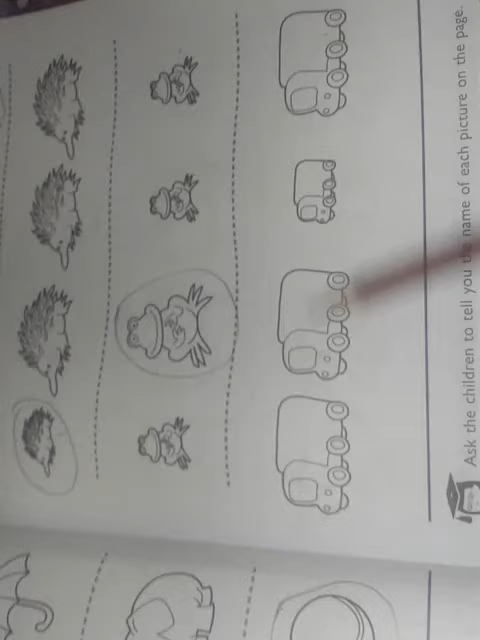 Ask the children to tell you the name of each picture on the page.